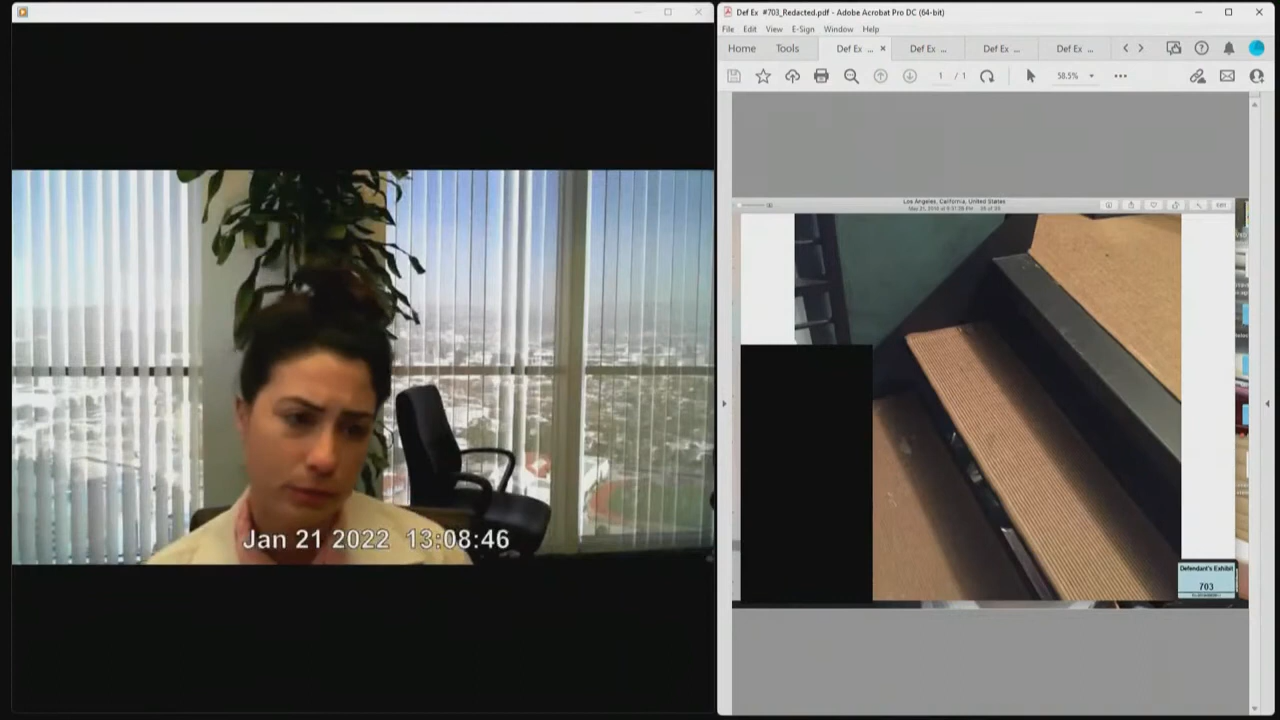 Def Ex #703_Redacted.pdf - Adobe Acrobat Pro DC (64-bit)
File Edit View E-Sign Window Help
Home Tools Def Ex ... × Def Ex ... Def Ex ... Def Ex ...
1 / 1 58.5%
Los Angeles, California, United States
Jan 21 2022 13:08:46
Defendant's Exhibit
703